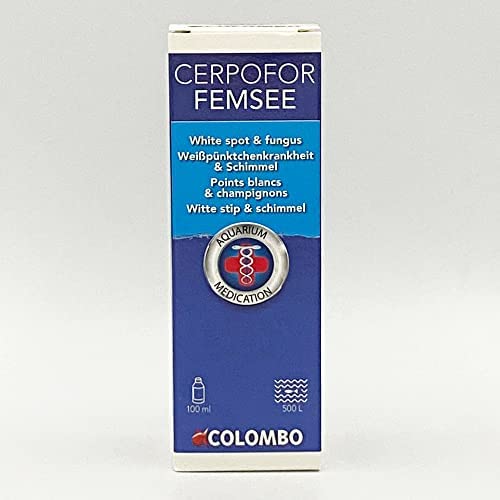 CERPOFOR
FEMSEE
White spot & fungus
Weißpünktchenkrankheit
& Schimmel
Points blancs
& champignons
Witte stip & schimmel
AQUARIUM
MEDICATION
100 ml
500 L
COLOMBO